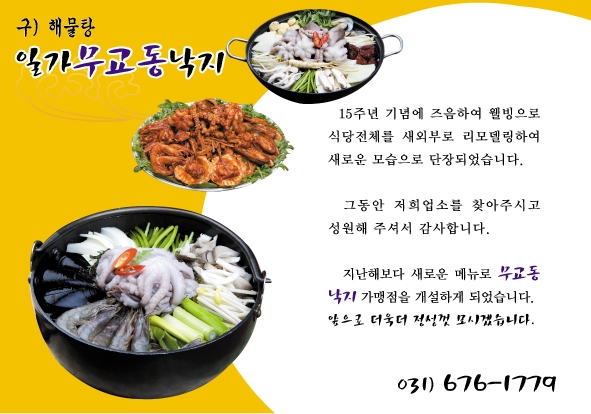 구) 해물탕
일가무교동낙지
15주년 기념에 즈음하여 웰빙으로
식당전체를 새외부로 리모델링하여
새로운 모습으로 단장되었습니다.
그동안 저희업소를 찾아주시고
성원해 주셔서 감사합니다.
지난해보다 새로운 메뉴로 무교동
낙지 가맹점을 개설하게 되었습니다.
앞으로 더욱더 정성껏 모시겠습니다.
031) 676-1779